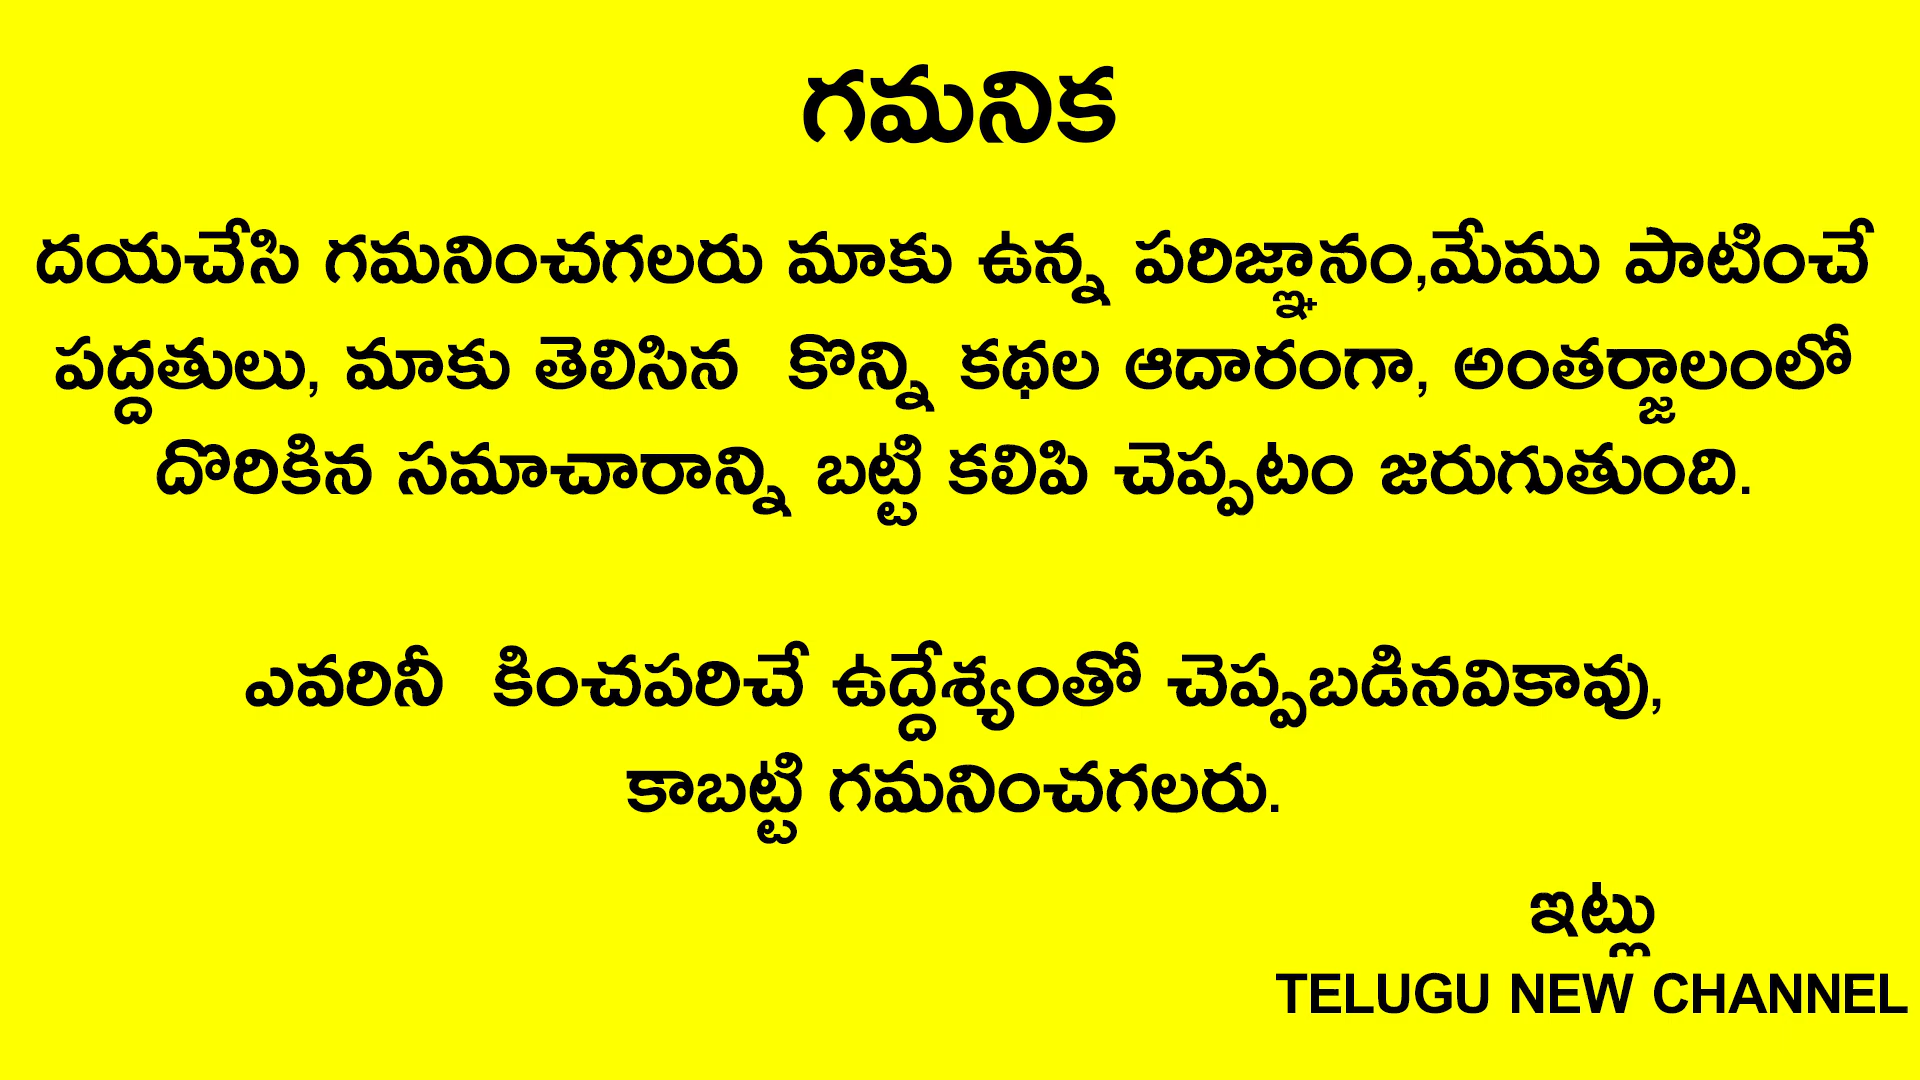 గమనిక
దయచేసి గమనించగలరు మాకు ఉన్న పరిజ్ఞానం,మేము పాటించే
పద్దతులు, మాకు తెలిసిన కొన్ని కథల ఆదారంగా, అంతర్జాలంలో
దొరికిన సమాచారాన్ని బట్టి కలిపి చెప్పటం జరుగుతుంది.
ఎవరినీ కించపరిచే ఉద్దేశ్యంతో చెప్పబడినవికావు,
కాబట్టి గమనించగలరు.
ఇట్లు
TELUGU NEW CHANNEL